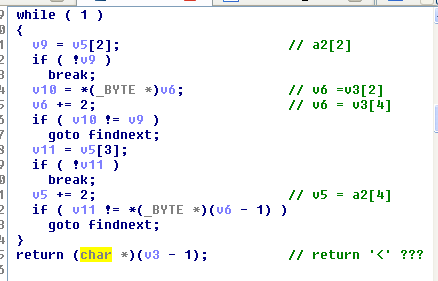 while ( 1 )
{
v9 = v5[2]; // a2[2]
if ( !v9 )
break;
v10 = *(_BYTE *)v6; // v6 =v3[2]
v6 += 2; // v6 = v3[4]
if ( v10 != v9 )
goto findnext;
v11 = v5[3];
if ( !v11 )
break;
v5 += 2; // v5 = a2[4]
if ( v11 != *(_BYTE *)(v6 - 1) )
goto findnext;
}
return (char *)(v3 - 1); // return '<' ???